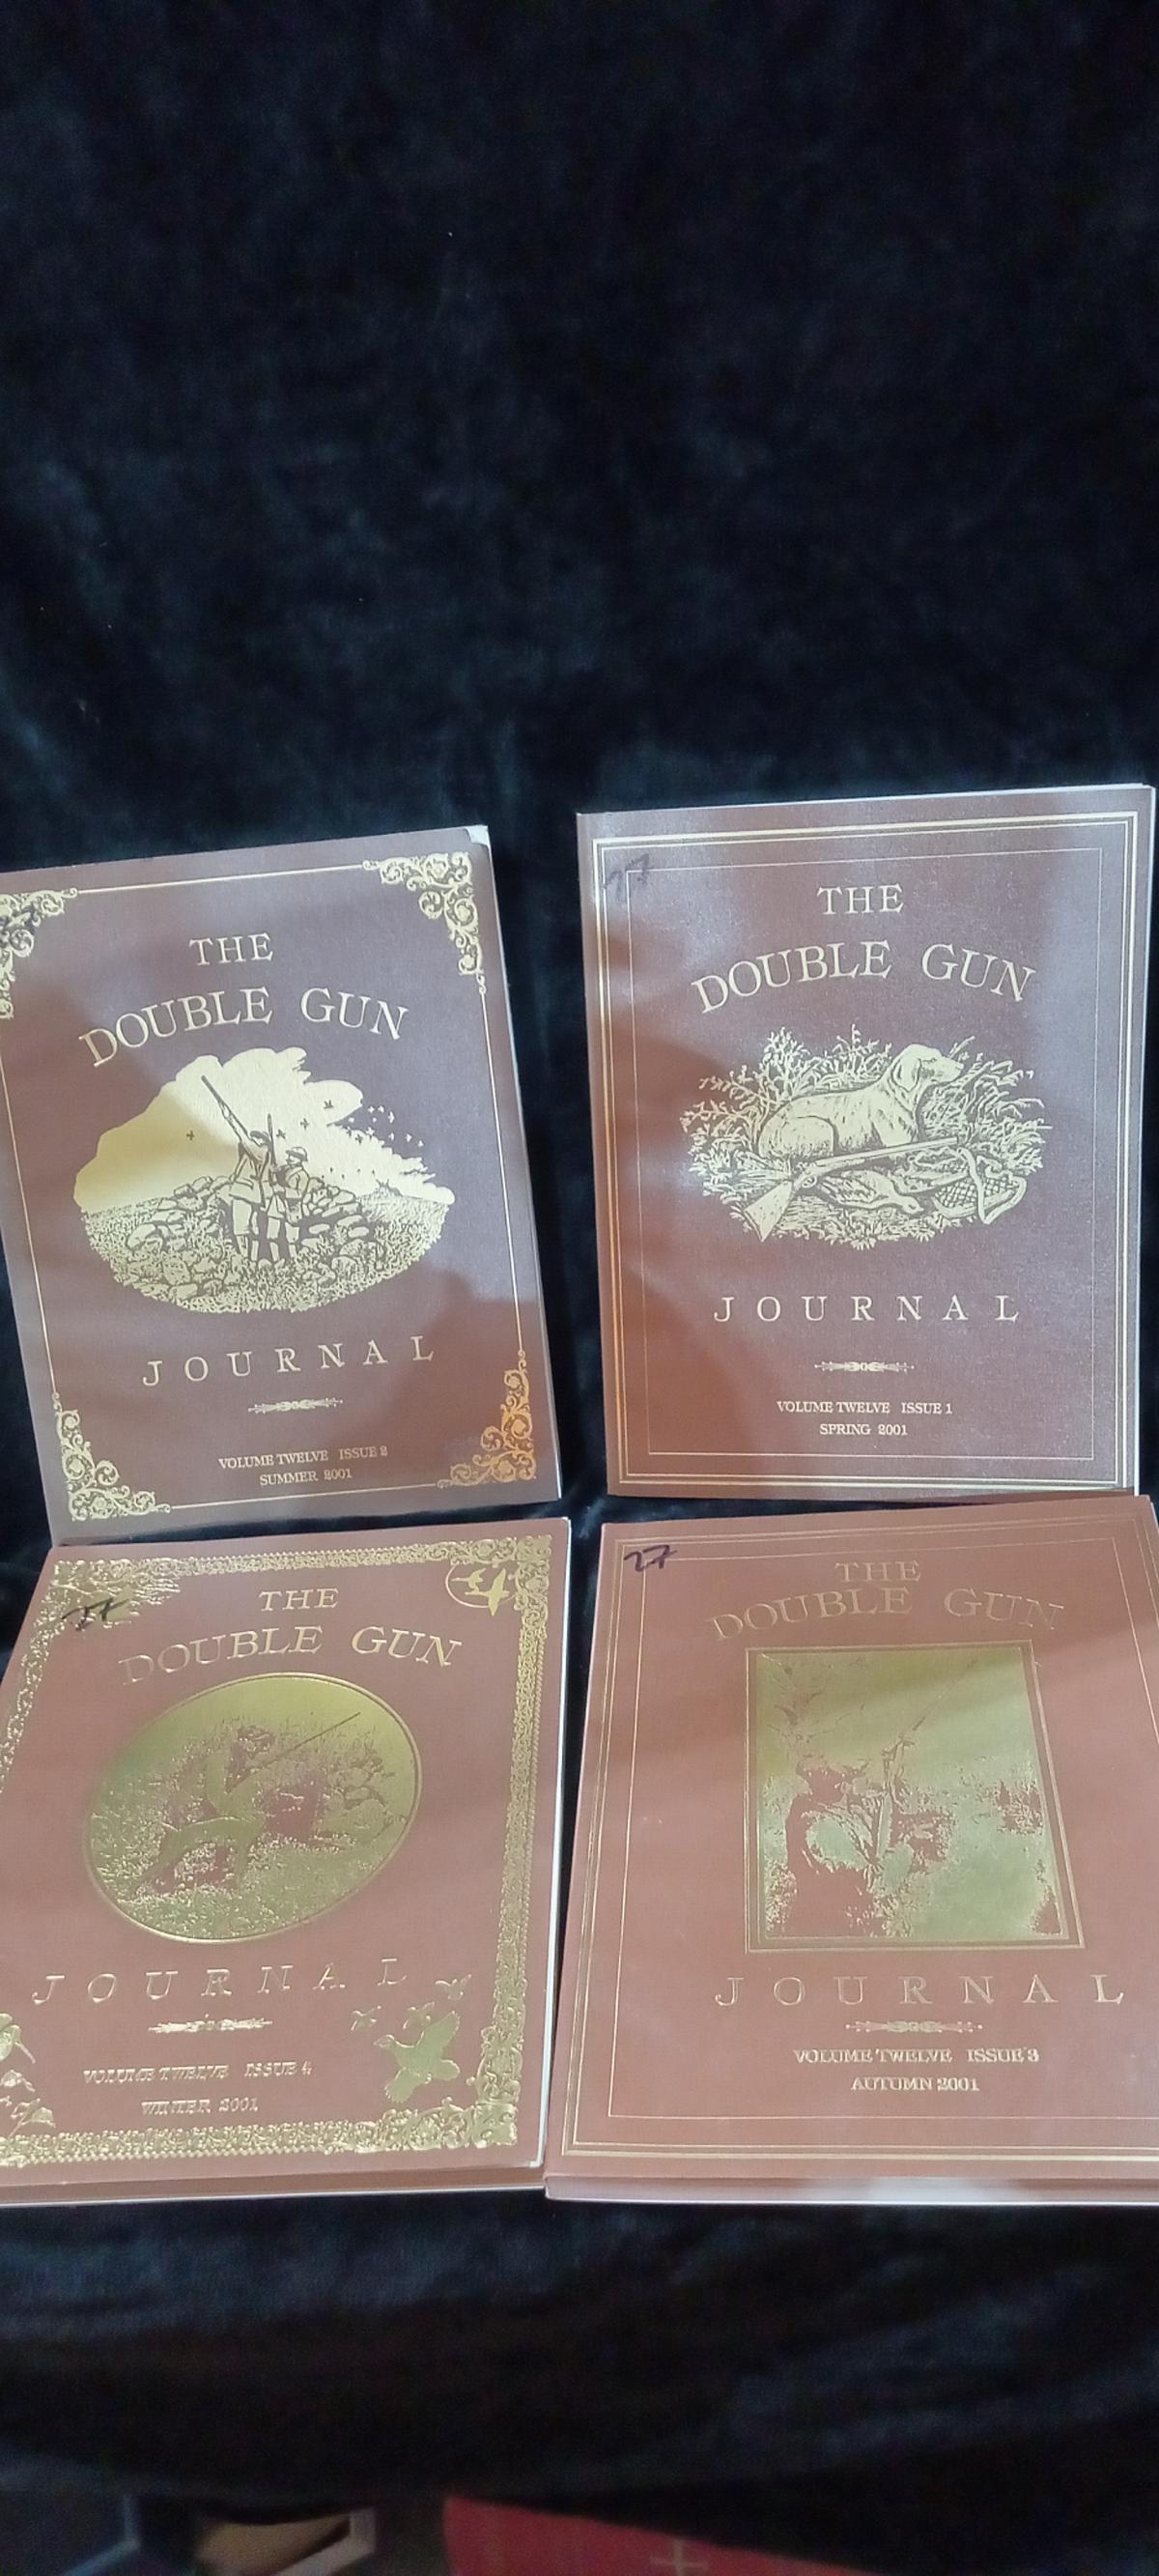 THE
DOUBLE GUN
JOURNAL
VOLUME TWELVE ISSUE 2
SUMMER 2001
THE
DOUBLE GUN
JOURNAL
VOLUME TWELVE ISSUE 1
SPRING 2001
27
THE
DOUBLE GUN
JOURNAL
VOLUME TWELVE ISSUE 4
WINTER 2001
27
THE
DOUBLE GUN
JOURNAL
VOLUME TWELVE ISSUE 3
AUTUMN 2001